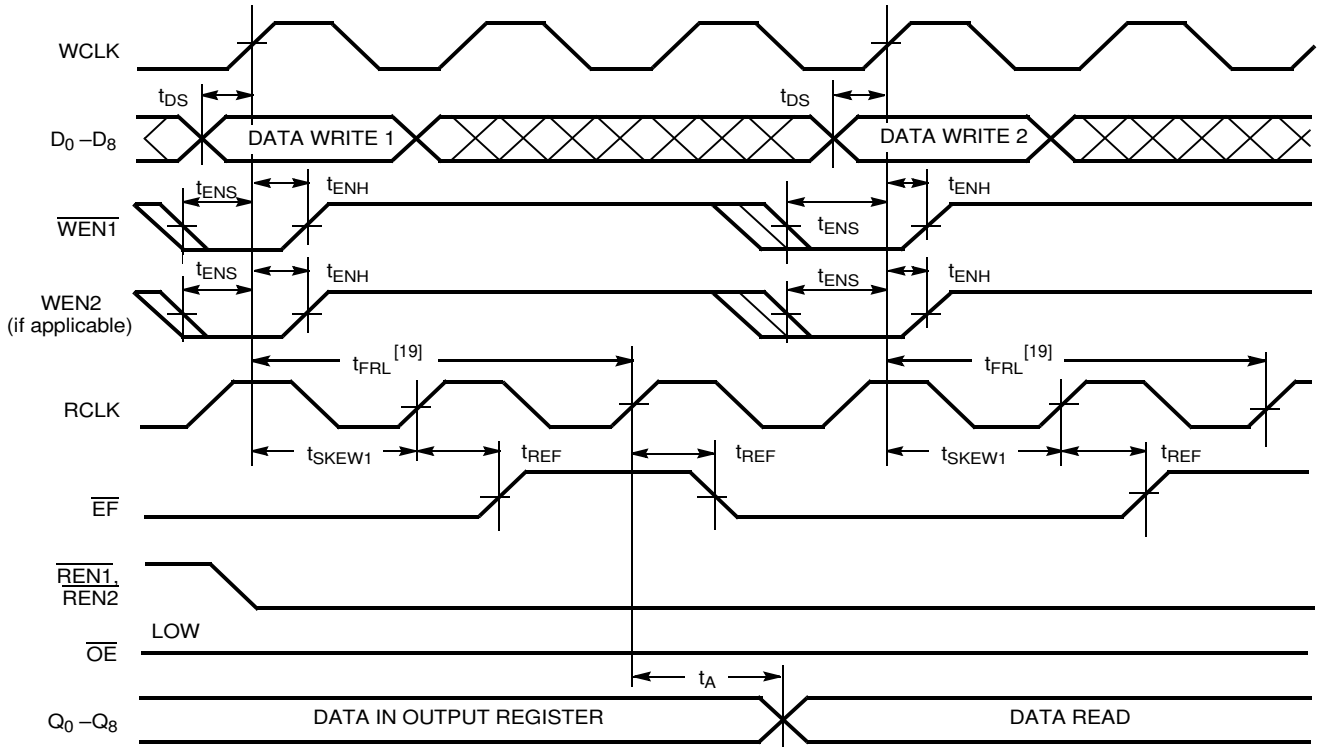 WCLK
tDS
tDS
D0 –D8
DATA WRITE 1
DATA WRITE 2
tENS
tENH
tENS
tENH
WEN1
tENS
tENH
tENS
tENH
WEN2
(if applicable)
tFRL[19]
tFRL[19]
RCLK
tSKEW1
tREF
tREF
tSKEW1
tREF
EF
REN1,
REN2
LOW
OE
tA
Q0 –Q8
DATA IN OUTPUT REGISTER
DATA READ